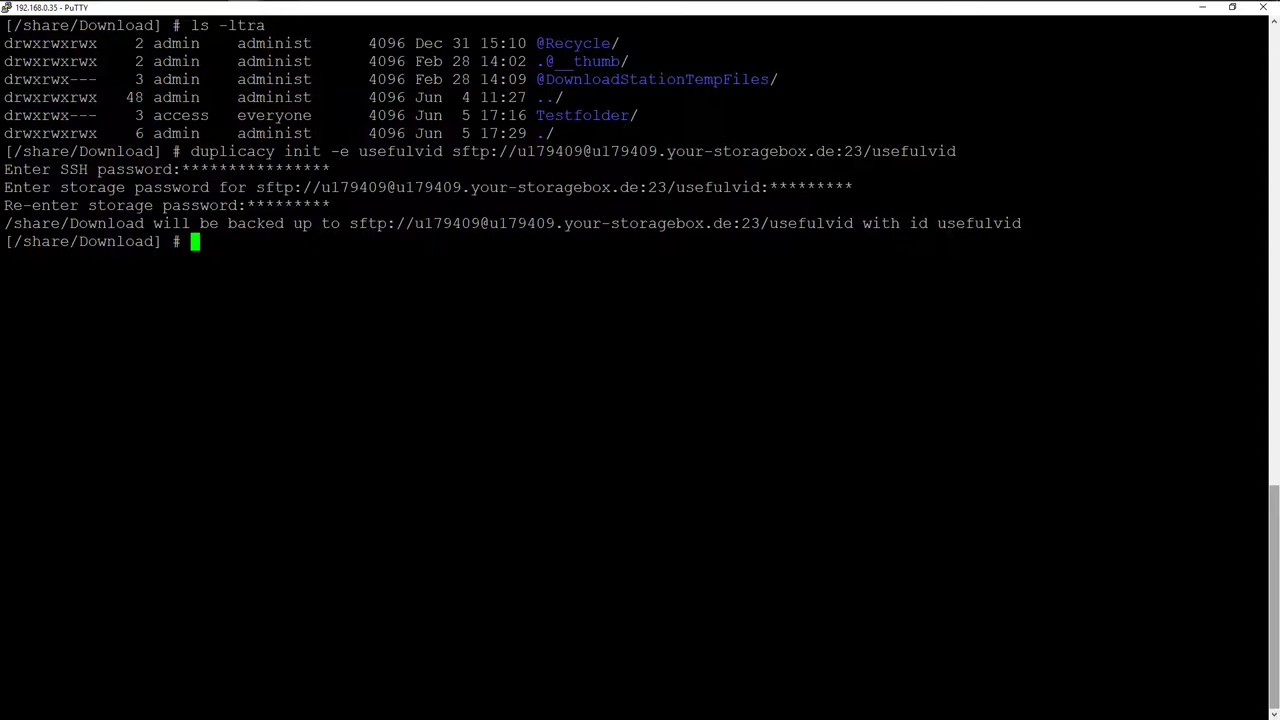 192.168.0.35 - PuTTY
[/share/Download] # ls -ltra
drwxrwxrwx 2 admin administ 4096 Dec 31 15:10 @Recycle/
drwxrwxrwx 2 admin administ 4096 Feb 28 14:02 .@__thumb/
drwxrwx--- 3 admin administ 4096 Feb 28 14:09 @DownloadStationTempFiles/
drwxrwxrwx 48 admin administ 4096 Jun 4 11:27 ../
drwxrwx--- 3 access everyone 4096 Jun 5 17:16 Testfolder/
drwxrwxrwx 6 admin administ 4096 Jun 5 17:29 ./
[/share/Download] # duplicacy init -e usefulvid sftp://u179409@u179409.your-storagebox.de:23/usefulvid
Enter SSH password:****************
Enter storage password for sftp://u179409@u179409.your-storagebox.de:23/usefulvid:*********
Re-enter storage password:*********
/share/Download will be backed up to sftp://u179409@u179409.your-storagebox.de:23/usefulvid with id usefulvid
[/share/Download] #